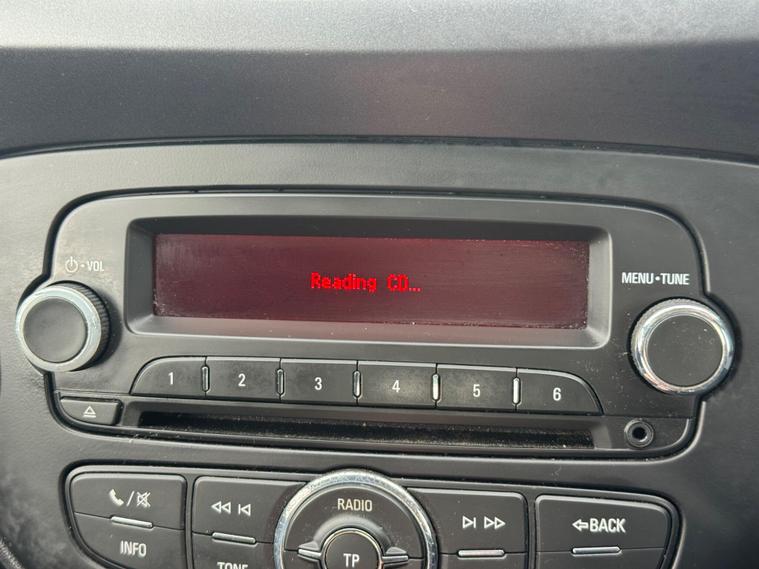 Reading CD...
-VOL
MENU•TUNE
1 2 3 4 5 6
RADIO
BACK
INFO
TONE
TP